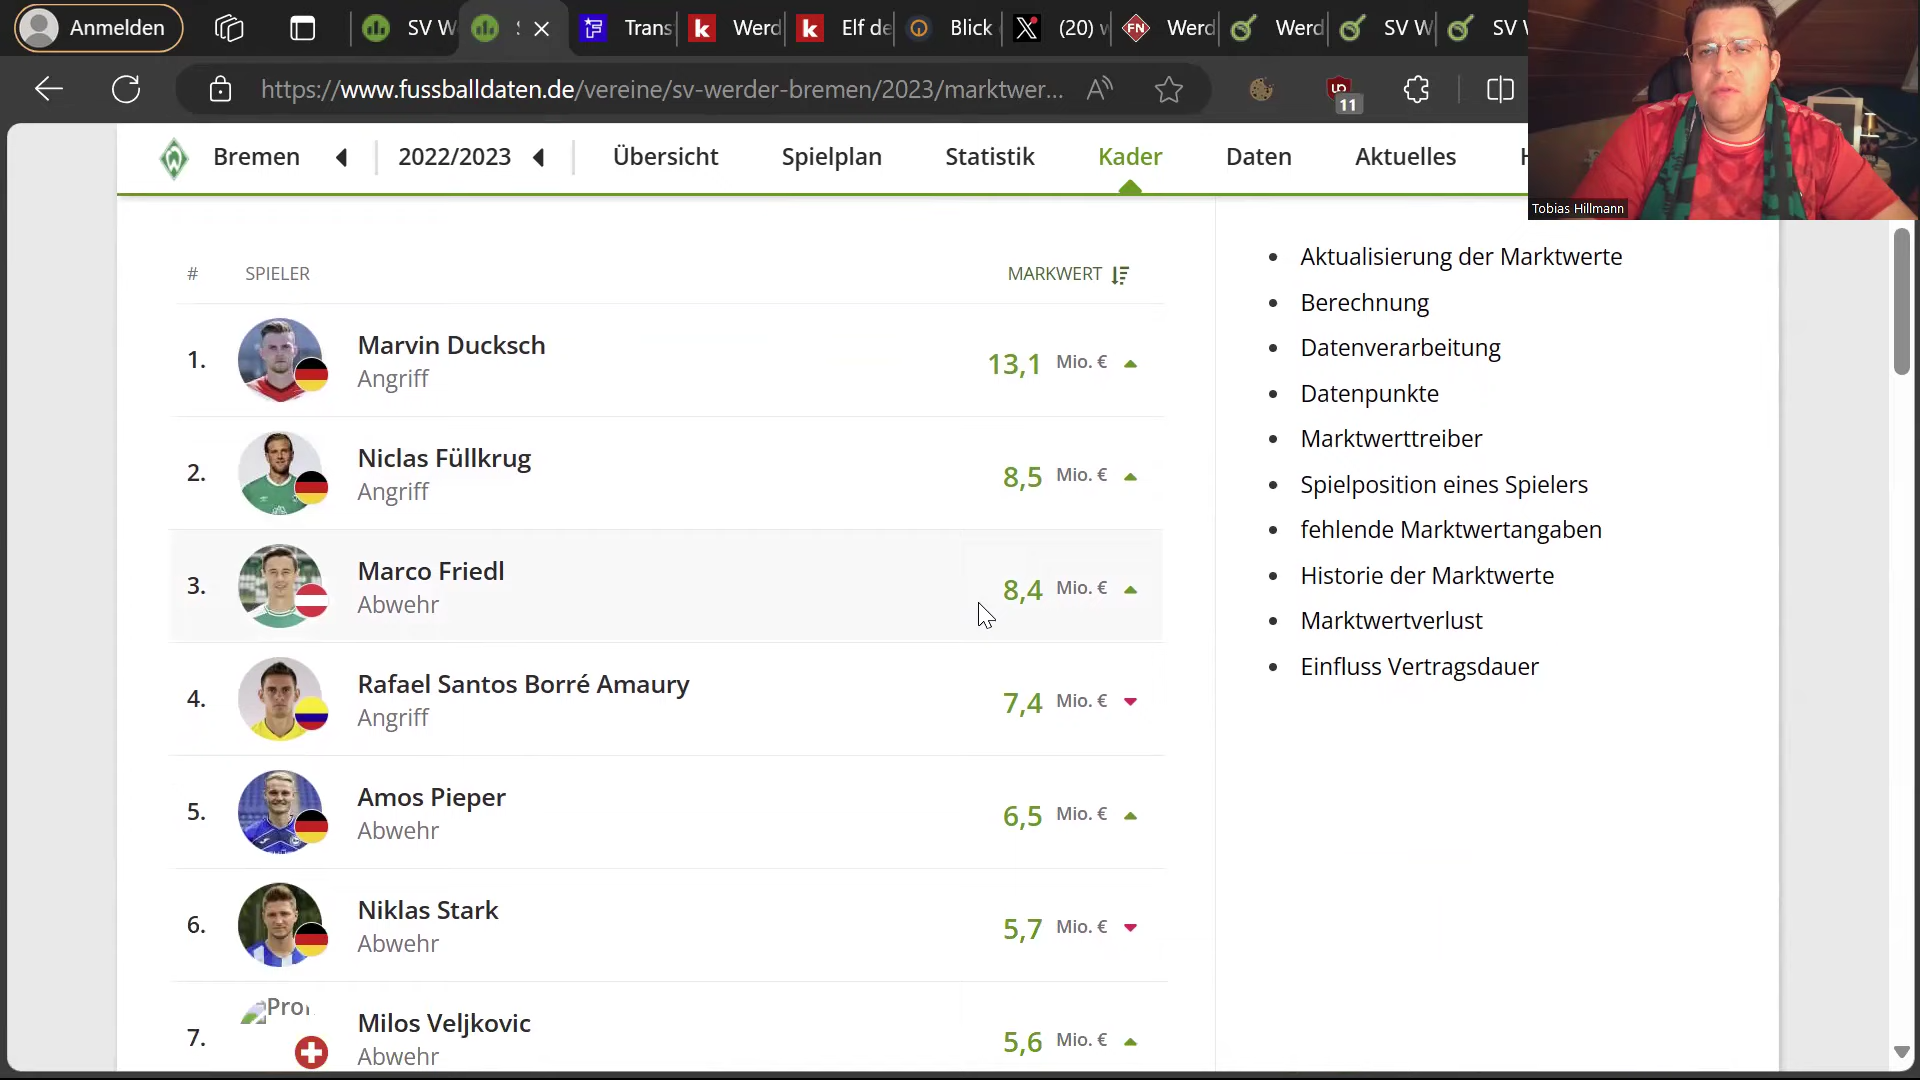 Anmelden
SV W
Trans
Werd
Elf de
Blick
(20) w
Werd
Werd
SV W
SV V
https://www.fussballdaten.de/vereine/sv-werder-bremen/2023/marktwer...
11
Tobias Hillmann
Bremen
2022/2023
Übersicht
Spielplan
Statistik
Kader
Daten
Aktuelles
#
SPIELER
MARKWERT
1.
Marvin Ducksch
Angriff
13,1 Mio. €
2.
Niclas Füllkrug
Angriff
8,5 Mio. €
3.
Marco Friedl
Abwehr
8,4 Mio. €
4.
Rafael Santos Borré Amaury
Angriff
7,4 Mio. €
5.
Amos Pieper
Abwehr
6,5 Mio. €
6.
Niklas Stark
Abwehr
5,7 Mio. €
7.
Pro
Milos Veljkovic
Abwehr
5,6 Mio. €
Aktualisierung der Marktwerte
Berechnung
Datenverarbeitung
Datenpunkte
Marktwerttreiber
Spielposition eines Spielers
fehlende Marktwertangaben
Historie der Marktwerte
Marktwertverlust
Einfluss Vertragsdauer